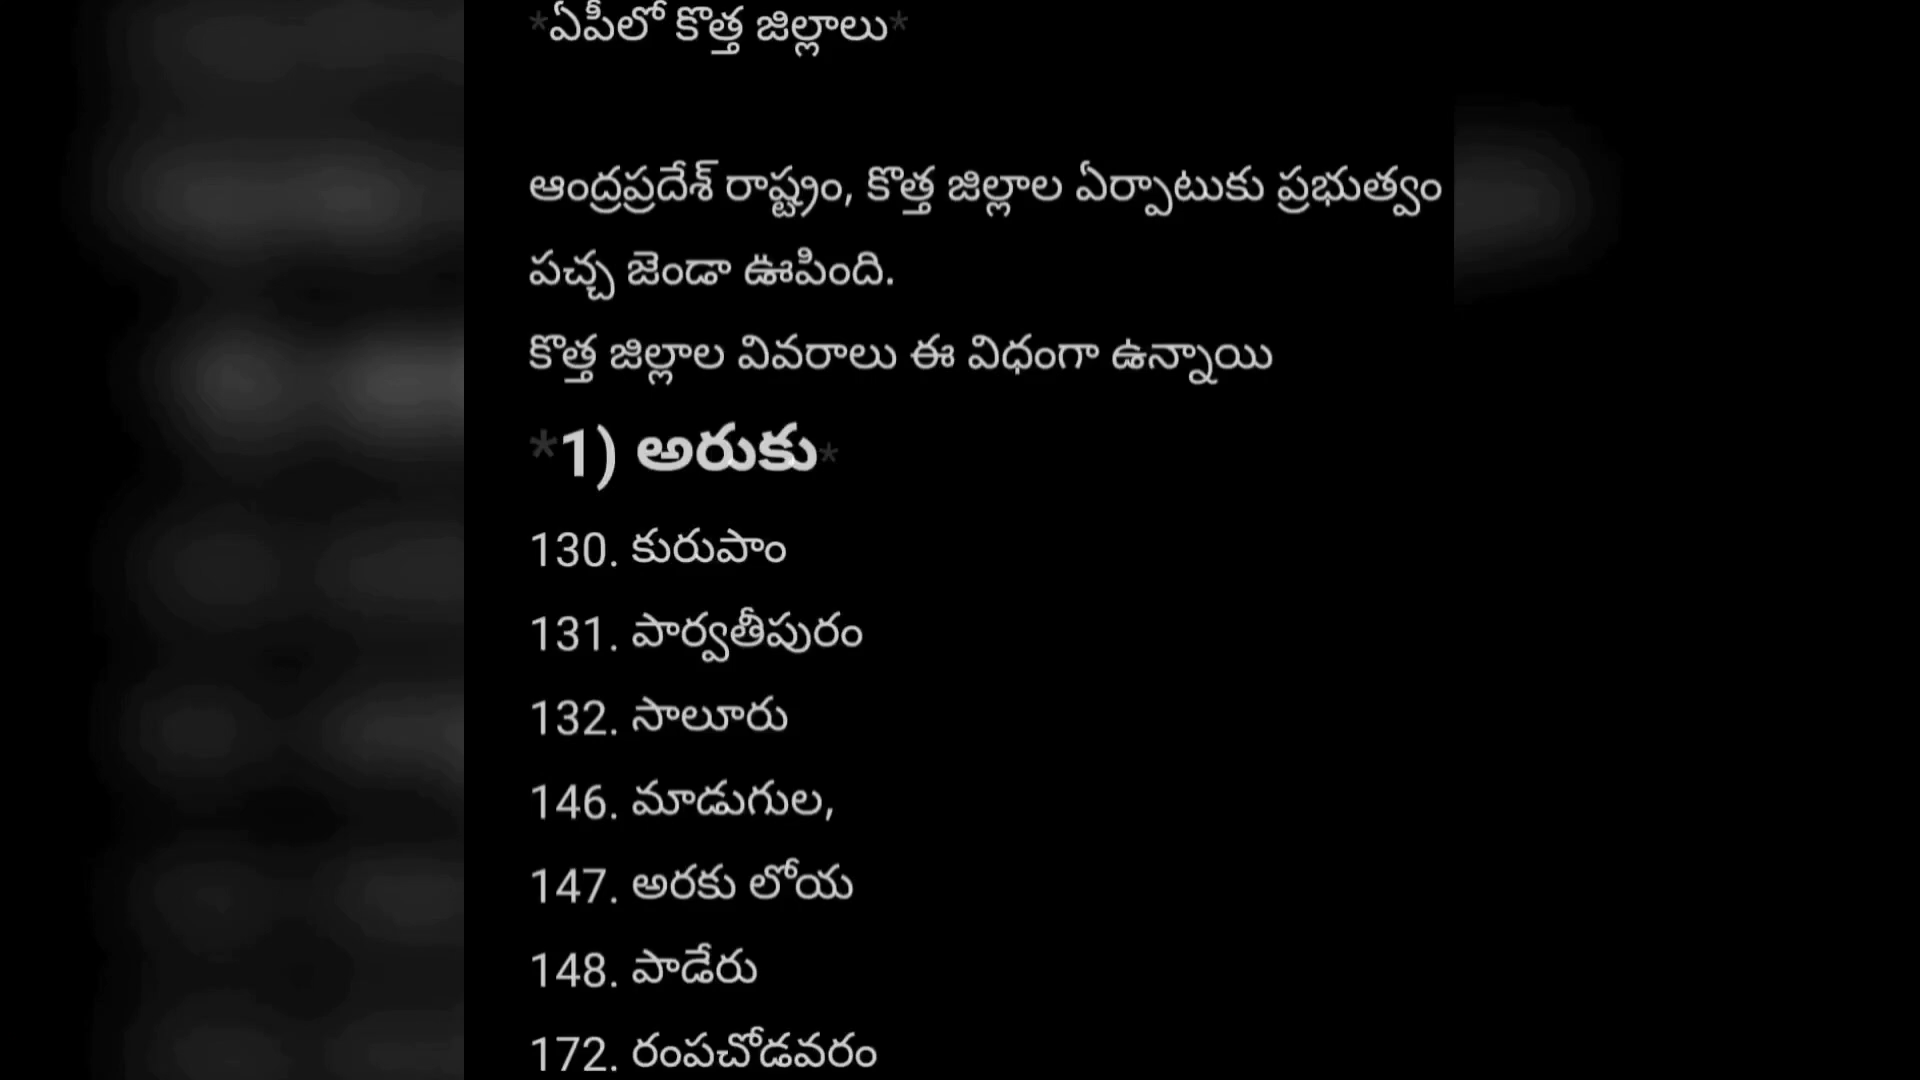 *ఏపీలో కొత్త జిల్లాలు*
ఆంద్రప్రదేశ్ రాష్ట్రం, కొత్త జిల్లాల ఏర్పాటుకు ప్రభుత్వం
పచ్చ జెండా ఊపింది.
కొత్త జిల్లాల వివరాలు ఈ విధంగా ఉన్నాయి
*1) అరుకు*
130. కురుపాం
131. పార్వతీపురం
132. సాలూరు
146. మాడుగుల,
147. అరకు లోయ
148. పాడేరు
172. రంపచోడవరం